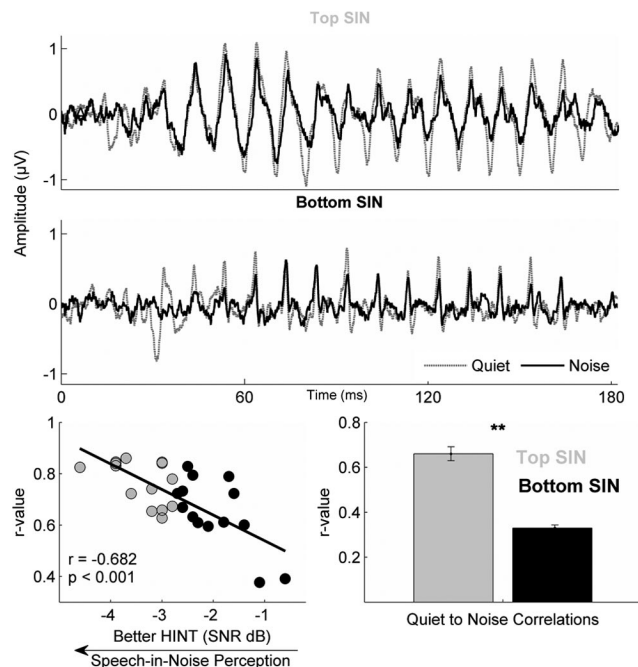 Top SIN
1
0
-1
Amplitude (µV)
Bottom SIN
1
0
-1
Quiet
Noise
0
60
Time (ms)
120
182
1
0.8
0.6
0.4
r-value
r = -0.682
p < 0.001
-4
-3
-2
-1
Better HINT (SNR dB)
Speech-in-Noise Perception
0.8
0.6
0.4
0.2
r-value
**
Top SIN
Bottom SIN
Quiet to Noise Correlations